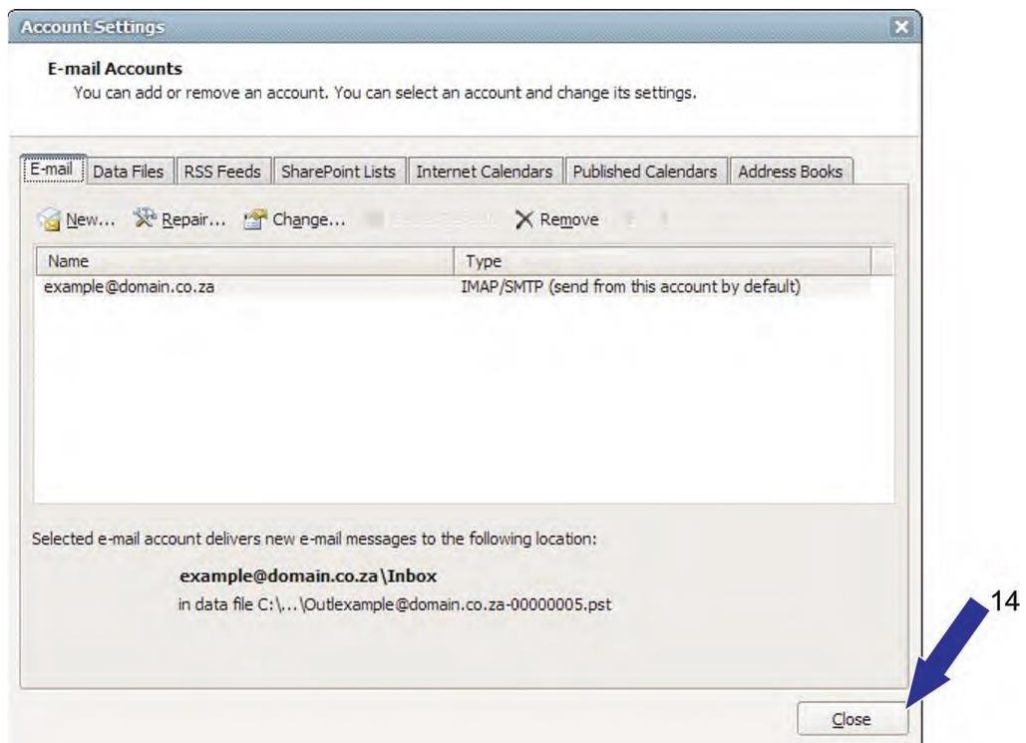 Account Settings
E-mail Accounts
You can add or remove an account. You can select an account and change its settings.
E-mail Data Files RSS Feeds SharePoint Lists Internet Calendars Published Calendars Address Books
New... Repair... Change... Remove
Name Type
example@domain.co.za IMAP/SMTP (send from this account by default)
Selected e-mail account delivers new e-mail messages to the following location:
example@domain.co.za\Inbox
in data file C:\...\Outlexample@domain.co.za-00000005.pst
14
Close